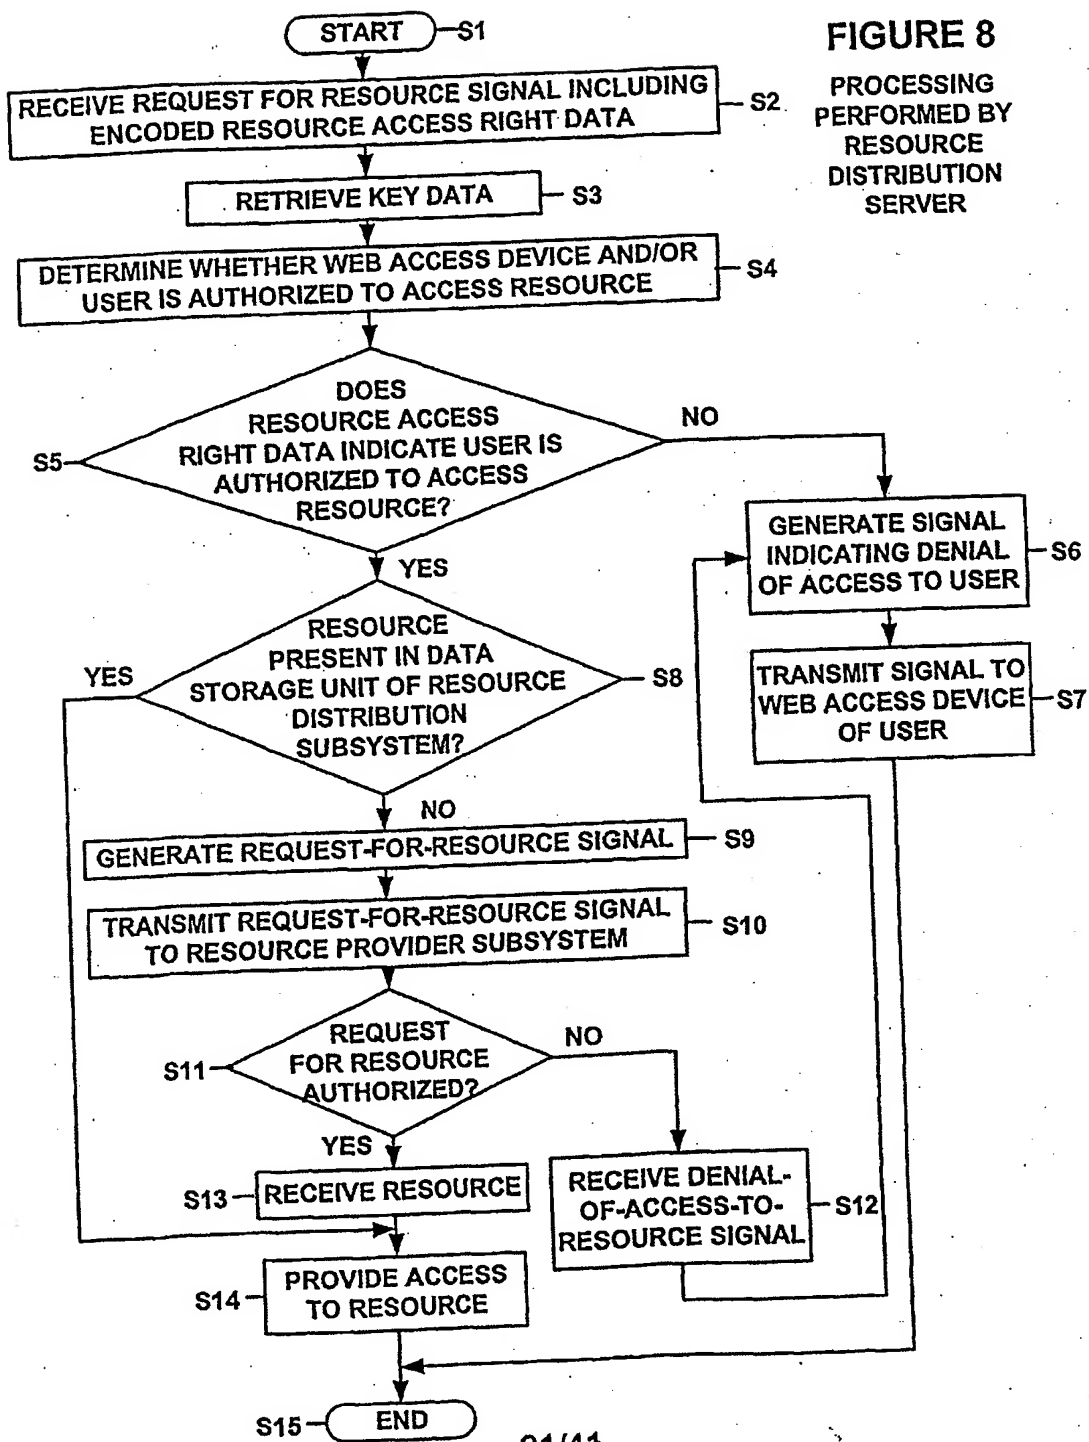 FIGURE 8
PROCESSING
PERFORMED BY
RESOURCE
DISTRIBUTION
SERVER
START
S1
RECEIVE REQUEST FOR RESOURCE SIGNAL INCLUDING
ENCODED RESOURCE ACCESS RIGHT DATA
S2
RETRIEVE KEY DATA
S3
DETERMINE WHETHER WEB ACCESS DEVICE AND/OR
USER IS AUTHORIZED TO ACCESS RESOURCE
S4
DOES
RESOURCE ACCESS
RIGHT DATA INDICATE USER IS
AUTHORIZED TO ACCESS
RESOURCE?
S5
NO
YES
GENERATE SIGNAL
INDICATING DENIAL
OF ACCESS TO USER
S6
TRANSMIT SIGNAL TO
WEB ACCESS DEVICE
OF USER
S7
RESOURCE
PRESENT IN DATA
STORAGE UNIT OF RESOURCE
DISTRIBUTION
SUBSYSTEM?
S8
YES
NO
GENERATE REQUEST-FOR-RESOURCE SIGNAL
S9
TRANSMIT REQUEST-FOR-RESOURCE SIGNAL
TO RESOURCE PROVIDER SUBSYSTEM
S10
REQUEST
FOR RESOURCE
AUTHORIZED?
S11
NO
YES
RECEIVE DENIAL-
OF-ACCESS-TO-
RESOURCE SIGNAL
S12
S13
RECEIVE RESOURCE
S14
PROVIDE ACCESS
TO RESOURCE
S15
END